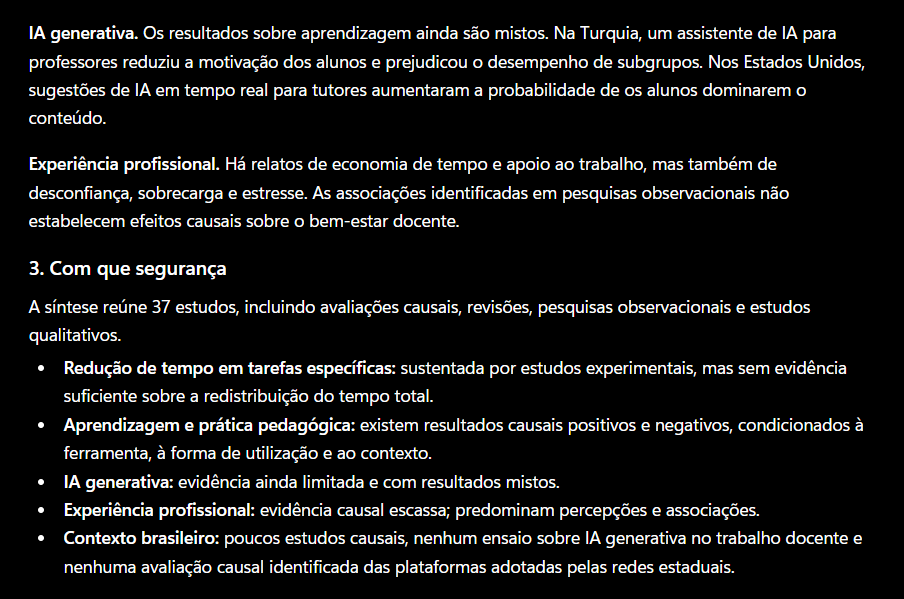 IA generativa. Os resultados sobre aprendizagem ainda são mistos. Na Turquia, um assistente de IA para
professores reduziu a motivação dos alunos e prejudicou o desempenho de subgrupos. Nos Estados Unidos,
sugestões de IA em tempo real para tutores aumentaram a probabilidade de os alunos dominarem o
conteúdo.
Experiência profissional. Há relatos de economia de tempo e apoio ao trabalho, mas também de
desconfiança, sobrecarga e estresse. As associações identificadas em pesquisas observacionais não
estabelecem efeitos causais sobre o bem-estar docente.
3. Com que segurança
A síntese reúne 37 estudos, incluindo avaliações causais, revisões, pesquisas observacionais e estudos
qualitativos.
• Redução de tempo em tarefas específicas: sustentada por estudos experimentais, mas sem evidência
suficiente sobre a redistribuição do tempo total.
• Aprendizagem e prática pedagógica: existem resultados causais positivos e negativos, condicionados à
ferramenta, à forma de utilização e ao contexto.
• IA generativa: evidência ainda limitada e com resultados mistos.
• Experiência profissional: evidência causal escassa; predominam percepções e associações.
• Contexto brasileiro: poucos estudos causais, nenhum ensaio sobre IA generativa no trabalho docente e
nenhuma avaliação causal identificada das plataformas adotadas pelas redes estaduais.